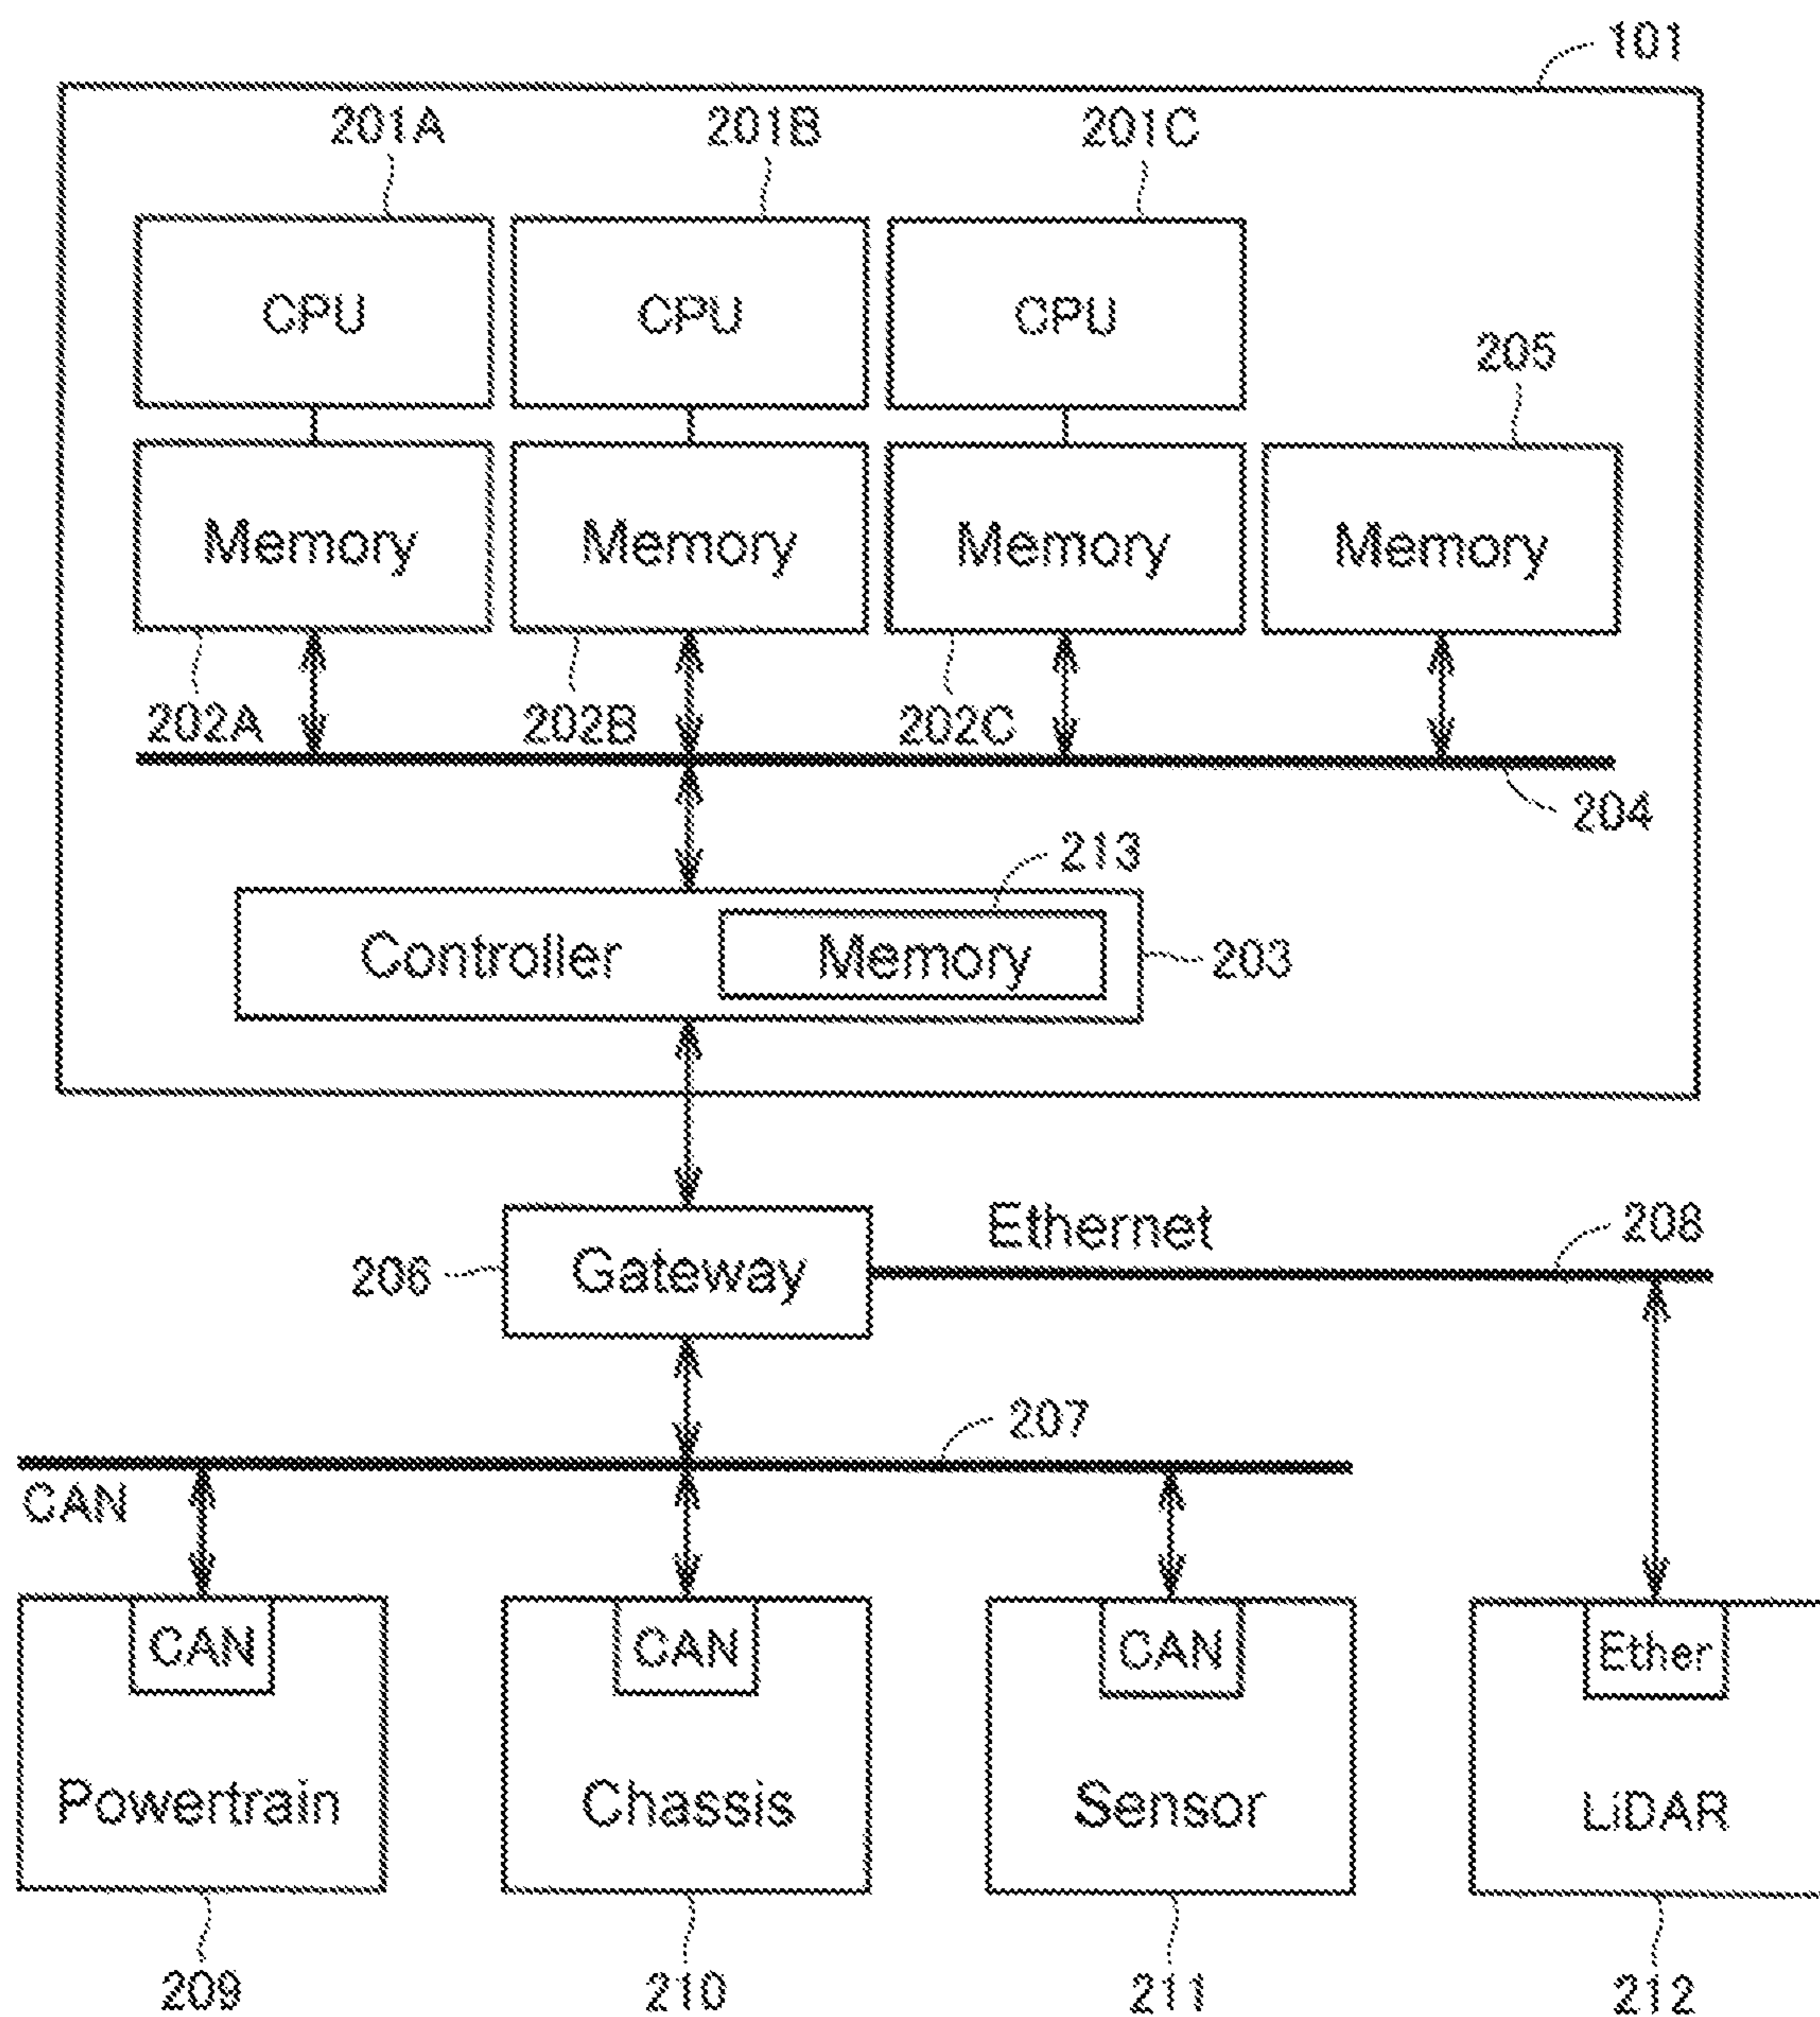 101
201A 201B 201C
CPU CPU CPU
205
Memory Memory Memory Memory
202A 202B 202C
204
213
Controller Memory 203
Ethernet 208
206 Gateway
207
CAN
CAN CAN CAN Ether
Powertrain Chassis Sensor LiDAR
209 210 211 212